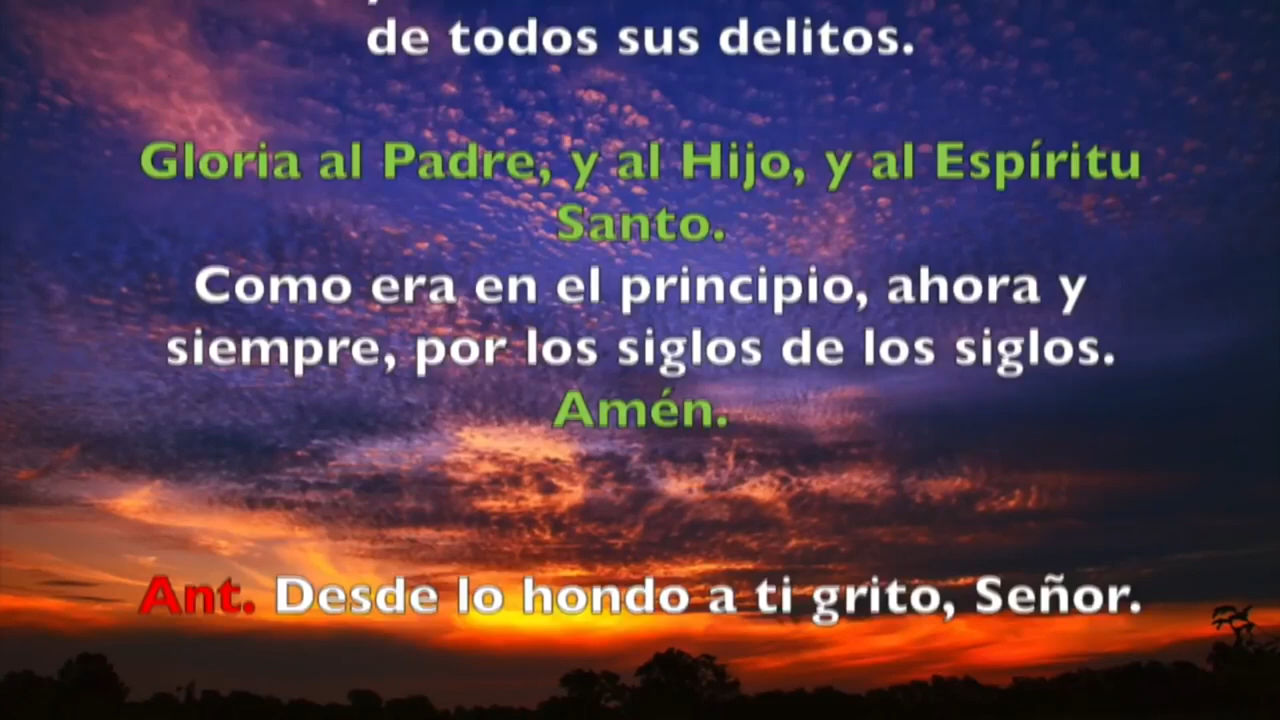 de todos sus delitos.
Gloria al Padre, y al Hijo, y al Espíritu
Santo.
Como era en el principio, ahora y
siempre, por los siglos de los siglos.
Amén.
Ant. Desde lo hondo a ti grito, Señor.